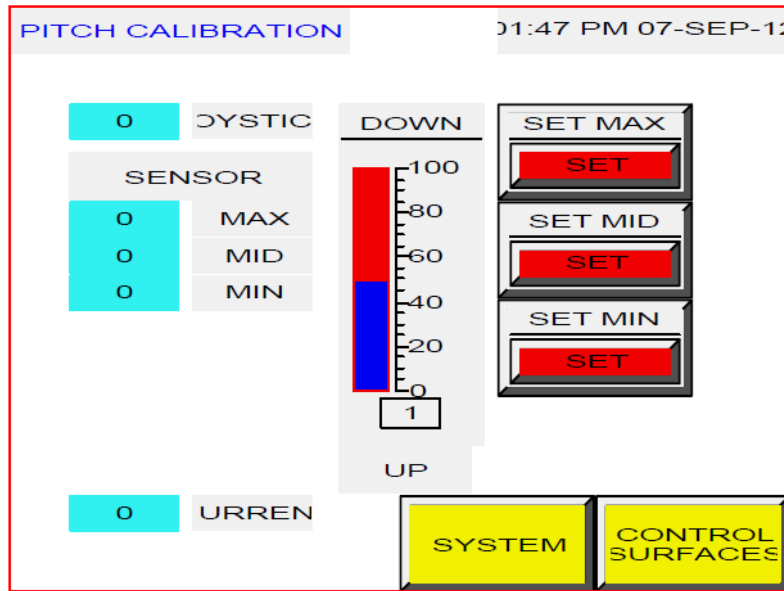 PITCH CALIBRATION
01:47 PM 07-SEP-12
0 OYSTIC
DOWN
SET MAX
SET
SENSOR
0 MAX
0 MID
0 MIN
100
80
60
40
20
0
1
SET MID
SET
SET MIN
SET
UP
0 URREN
SYSTEM
CONTROL
SURFACES